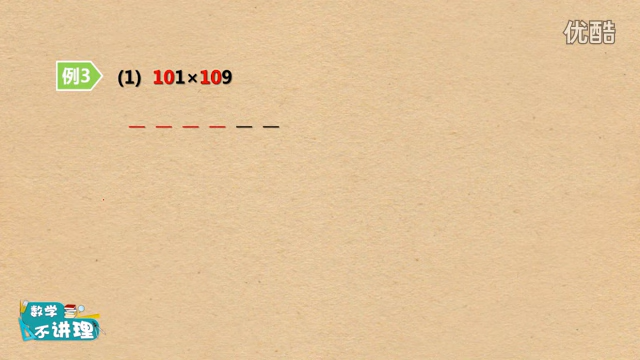 优酷
例3 (1) 101×109
_ _ _ _ _ _
数学
不讲理